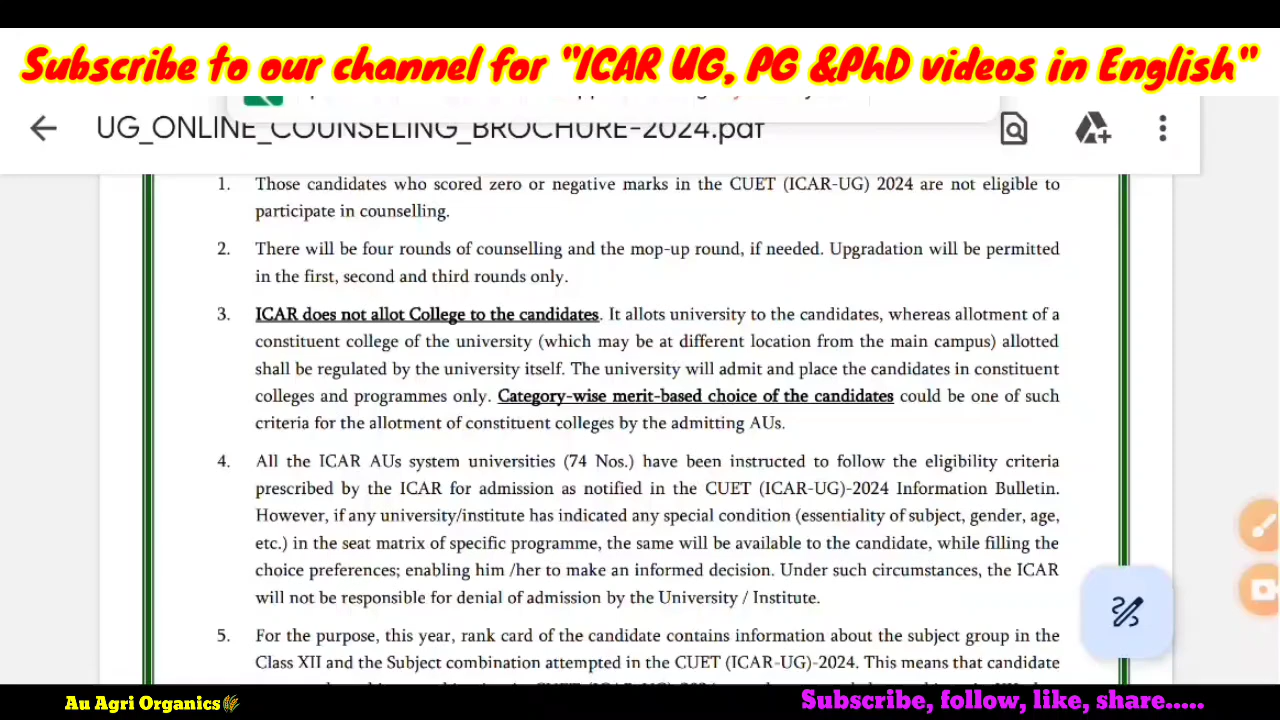 Subscribe to our channel for "ICAR UG, PG &PhD videos in English"
UG_ONLINE_COUNSELING_BROCHURE-2024.pdf
1. Those candidates who scored zero or negative marks in the CUET (ICAR-UG) 2024 are not eligible to
participate in counselling.
2. There will be four rounds of counselling and the mop-up round, if needed. Upgradation will be permitted
in the first, second and third rounds only.
3. ICAR does not allot College to the candidates. It allots university to the candidates, whereas allotment of a
constituent college of the university (which may be at different location from the main campus) allotted
shall be regulated by the university itself. The university will admit and place the candidates in constituent
colleges and programmes only. Category-wise merit-based choice of the candidates could be one of such
criteria for the allotment of constituent colleges by the admitting AUs.
4. All the ICAR AUs system universities (74 Nos.) have been instructed to follow the eligibility criteria
prescribed by the ICAR for admission as notified in the CUET (ICAR-UG)-2024 Information Bulletin.
However, if any university/institute has indicated any special condition (essentiality of subject, gender, age,
etc.) in the seat matrix of specific programme, the same will be available to the candidate, while filling the
choice preferences; enabling him /her to make an informed decision. Under such circumstances, the ICAR
will not be responsible for denial of admission by the University / Institute.
5. For the purpose, this year, rank card of the candidate contains information about the subject group in the
Class XII and the Subject combination attempted in the CUET (ICAR-UG)-2024. This means that candidate
Au Agri Organics
Subscribe, follow, like, share.....